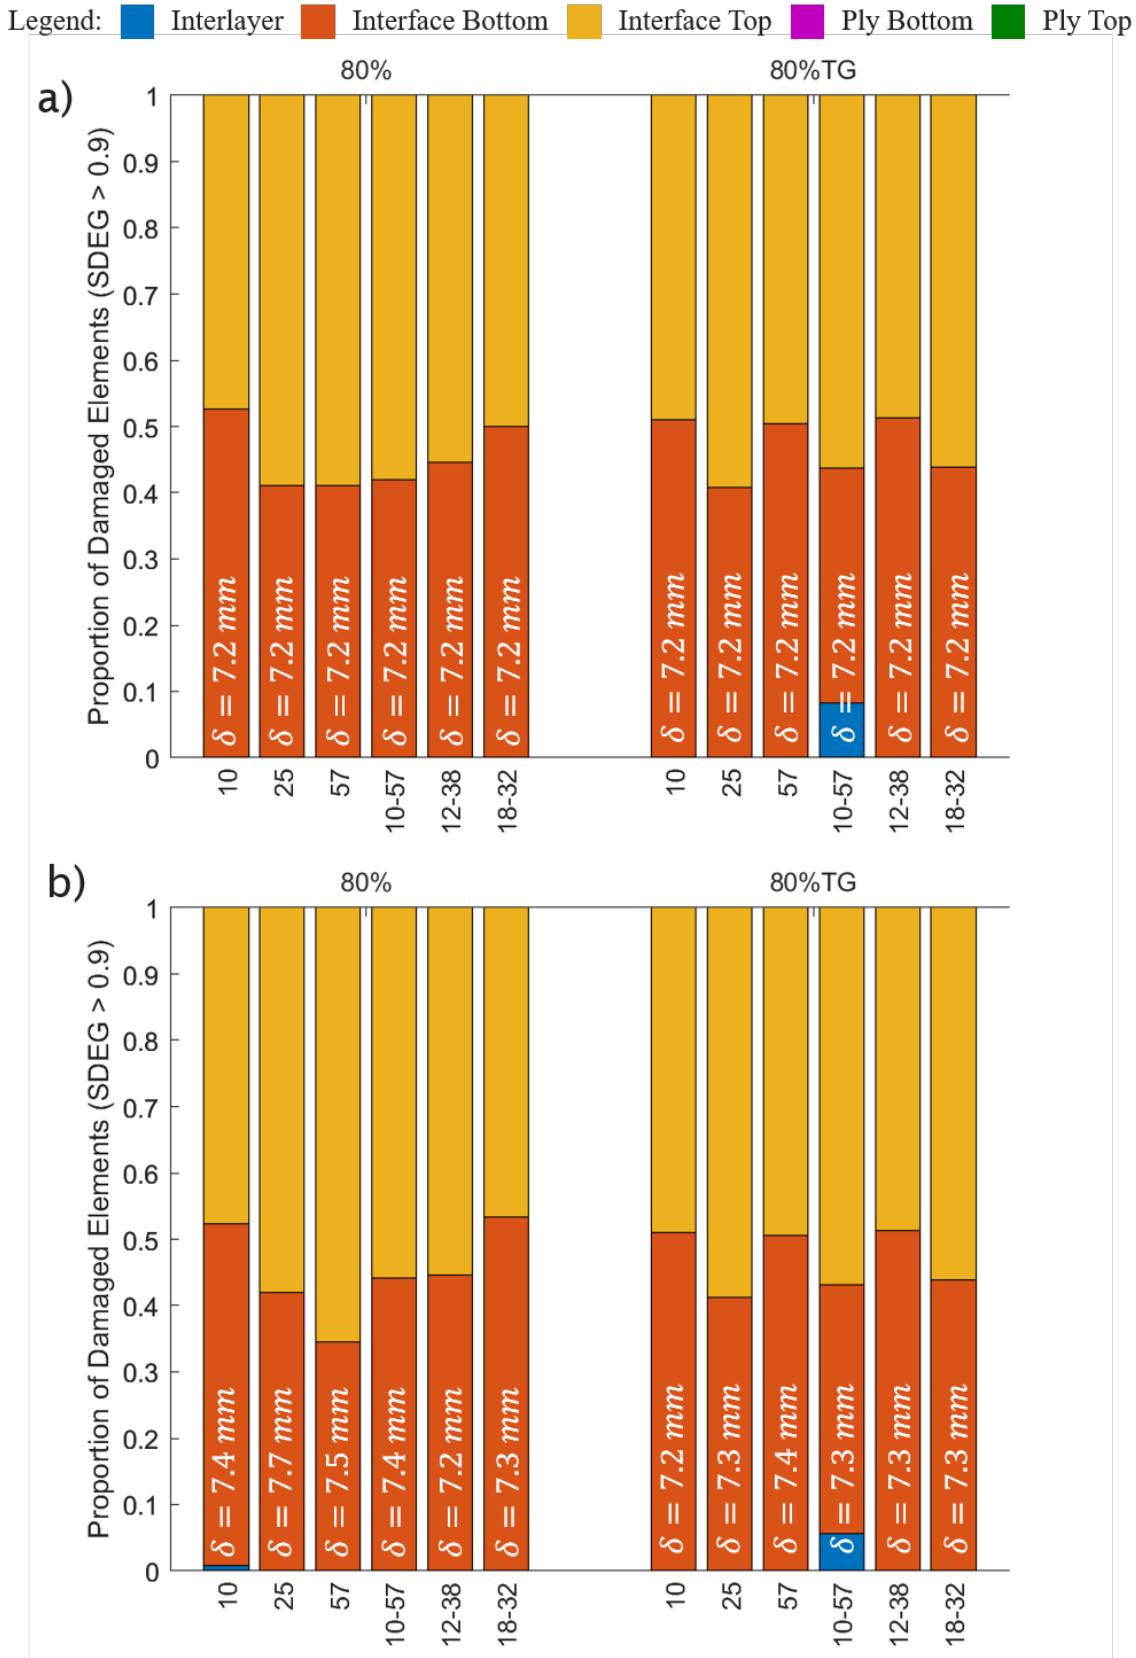 Legend: Interlayer Interface Bottom Interface Top Ply Bottom Ply Top
a)
80% 80%TG
Proportion of Damaged Elements (SDEG > 0.9)
1
0.9
0.8
0.7
0.6
0.5
0.4
0.3
0.2
0.1
0
δ = 7.2 mm
δ = 7.2 mm
δ = 7.2 mm
δ = 7.2 mm
δ = 7.2 mm
δ = 7.2 mm
δ = 7.2 mm
δ = 7.2 mm
δ = 7.2 mm
δ = 7.2 mm
δ = 7.2 mm
δ = 7.2 mm
10 25 57 10-57 12-38 18-32 10 25 57 10-57 12-38 18-32
b)
80% 80%TG
Proportion of Damaged Elements (SDEG > 0.9)
1
0.9
0.8
0.7
0.6
0.5
0.4
0.3
0.2
0.1
0
δ = 7.4 mm
δ = 7.7 mm
δ = 7.5 mm
δ = 7.4 mm
δ = 7.2 mm
δ = 7.3 mm
δ = 7.2 mm
δ = 7.3 mm
δ = 7.4 mm
δ = 7.3 mm
δ = 7.3 mm
δ = 7.3 mm
10 25 57 10-57 12-38 18-32 10 25 57 10-57 12-38 18-32